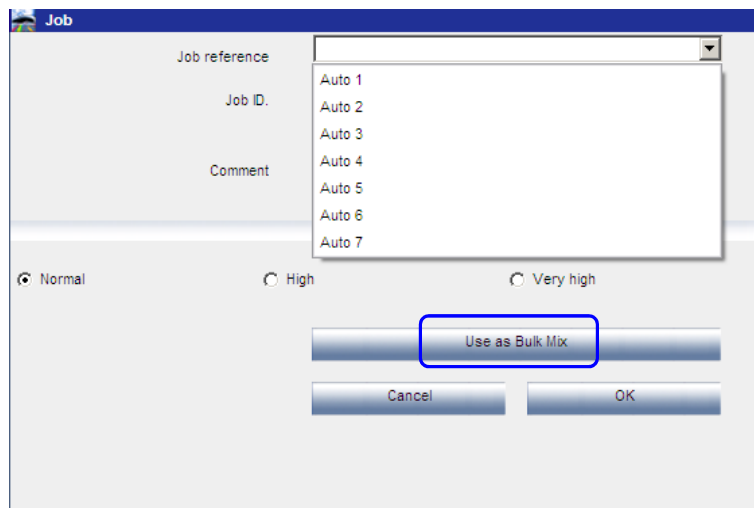 Job
Job reference
Auto 1
Job ID.
Auto 2
Auto 3
Comment
Auto 4
Auto 5
Auto 6
Auto 7
Normal High Very high
Use as Bulk Mix
Cancel OK